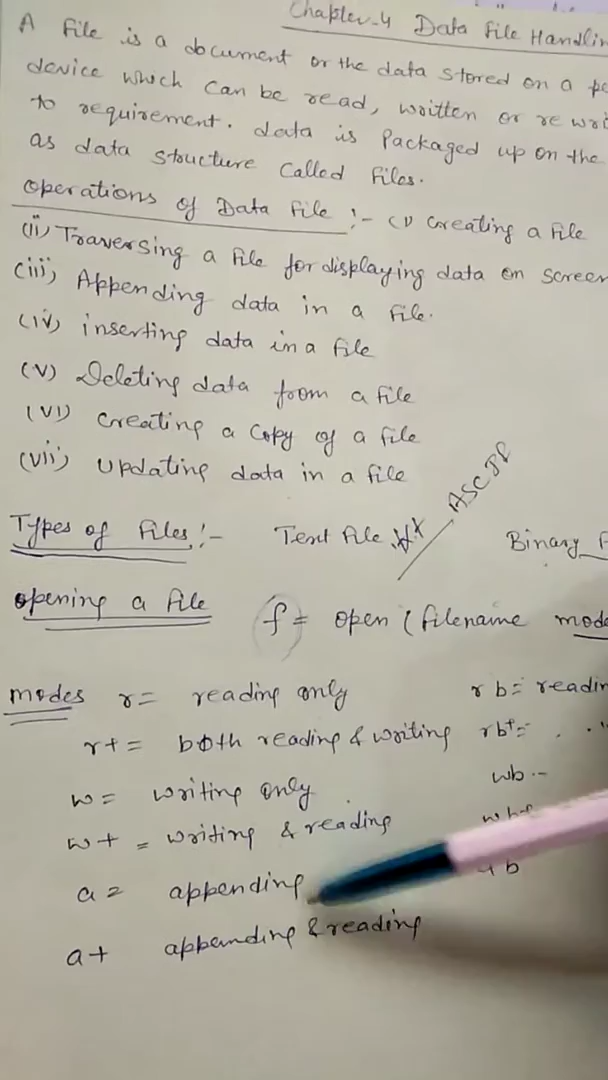 Chapter-4 Data File Handlin
A file is a document or the data stored on a pe
device which can be read, written or re wri
to requirement. data is Packaged up on the
as data structure called Files.
operations of Data File :- (i) Creating a file
(ii) Traversing a file for displaying data on screen
(iii) Appending data in a file.
(iv) inserting data in a file
(v) Deleting data from a file
(vi) Creating a Copy of a file
(vii) Updating data in a file
Types of Files :- Text File .txt ASCII Binary F
opening a file f = open (filename mode
modes r = reading only rb = readin
r+ = both reading & writing rb+ =
w = writing only wb -
w+ = writing & reading
a = appending
a+ appending & reading